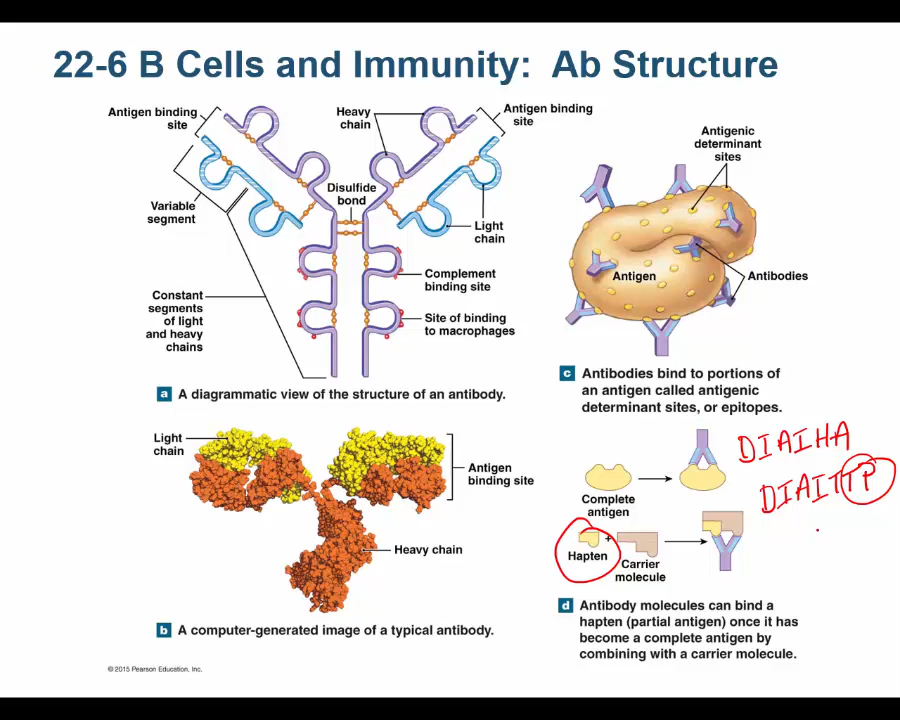 22-6 B Cells and Immunity: Ab Structure
Antigen binding
site
Heavy
chain
Antigen binding
site
Variable
segment
Disulfide
bond
Light
chain
Complement
binding site
Constant
segments
of light
and heavy
chains
Site of binding
to macrophages
a A diagrammatic view of the structure of an antibody.
Antigenic
determinant
sites
Antigen
Antibodies
c Antibodies bind to portions of
an antigen called antigenic
determinant sites, or epitopes.
Light
chain
Antigen
binding site
Heavy chain
b A computer-generated image of a typical antibody.
Complete
antigen
DIAIHA
DIAITTP
Hapten
+
Carrier
molecule
d Antibody molecules can bind a
hapten (partial antigen) once it has
become a complete antigen by
combining with a carrier molecule.
© 2015 Pearson Education, Inc.